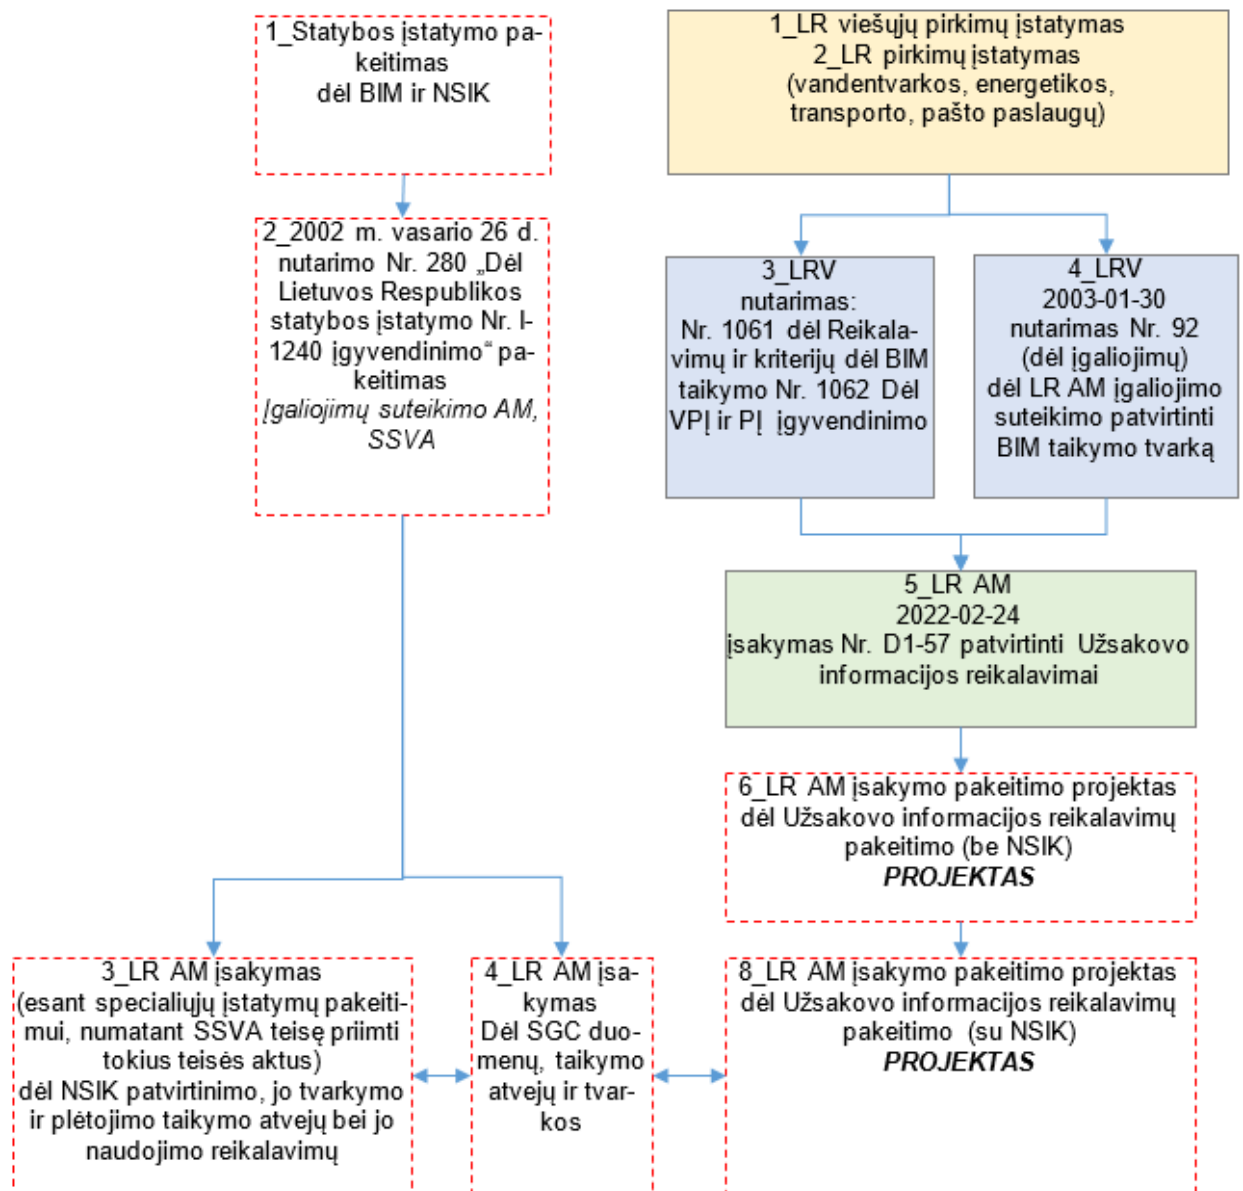 1_Statybos įstatymo pa-
keitimas
dėl BIM ir NSIK
1_LR viešųjų pirkimų įstatymas
2_LR pirkimų įstatymas
(vandentvarkos, energetikos,
transporto, pašto paslaugų)
2_2002 m. vasario 26 d.
nutarimo Nr. 280 „Dėl
Lietuvos Respublikos
statybos įstatymo Nr. I-
1240 įgyvendinimo“ pa-
keitimas
Įgaliojimų suteikimo AM,
SSVA
3_LRV
nutarimas:
Nr. 1061 dėl Reikala-
vimų ir kriterijų dėl BIM
taikymo Nr. 1062 Dėl
VPĮ ir PĮ įgyvendinimo
4_LRV
2003-01-30
nutarimas Nr. 92
(dėl įgaliojimų)
dėl LR AM įgaliojimo
suteikimo patvirtinti
BIM taikymo tvarką
5_LR AM
2022-02-24
įsakymas Nr. D1-57 patvirtinti Užsakovo
informacijos reikalavimai
6_LR AM įsakymo pakeitimo projektas
dėl Užsakovo informacijos reikalavimų
pakeitimo (be NSIK)
PROJEKTAS
3_LR AM įsakymas
(esant specialiųjų įstatymų pakeiti-
mui, numatant SSVA teisę priimti
tokius teisės aktus)
dėl NSIK patvirtinimo, jo tvarkymo
ir plėtojimo taikymo atvejų bei jo
naudojimo reikalavimų
4_LR AM įsa-
kymas
Dėl SGC duo-
menų, taikymo
atvejų ir tvar-
kos
8_LR AM įsakymo pakeitimo projektas
dėl Užsakovo informacijos reikalavimų
pakeitimo (su NSIK)
PROJEKTAS